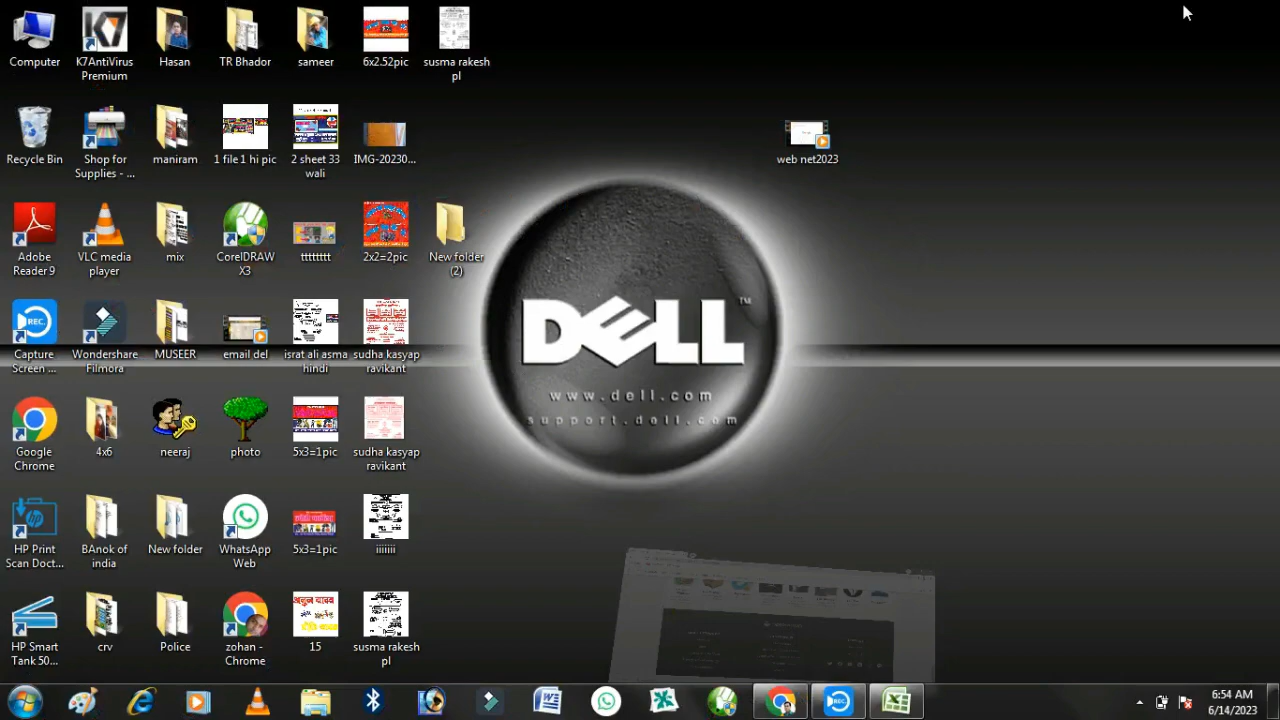 Computer
K7AntiVirus
Premium
Hasan
TR Bhador
sameer
6x2.52pic
susma rakesh
pl
Recycle Bin
Shop for
Supplies - ...
maniram
1 file 1 hi pic
2 sheet 33
wali
IMG-20230...
web net2023
Adobe
Reader 9
VLC media
player
mix
CorelDRAW
X3
tttttttt
2x2=2pic
New folder
(2)
REC.
Capture
Screen ...
Wondershare
Filmora
MUSEER
email del
israt ali asma
hindi
sudha kasyap
ravikant
DELL™
www.dell.com
support.dell.com
Google
Chrome
4x6
neeraj
photo
5x3=1pic
sudha kasyap
ravikant
HP Print
Scan Doct...
BAnok of
india
New folder
WhatsApp
Web
5x3=1pic
iiiiiii
HP Smart
Tank 50...
crv
Police
zohan -
Chrome
15
susma rakesh
pl
REC.
6:54 AM
6/14/2023